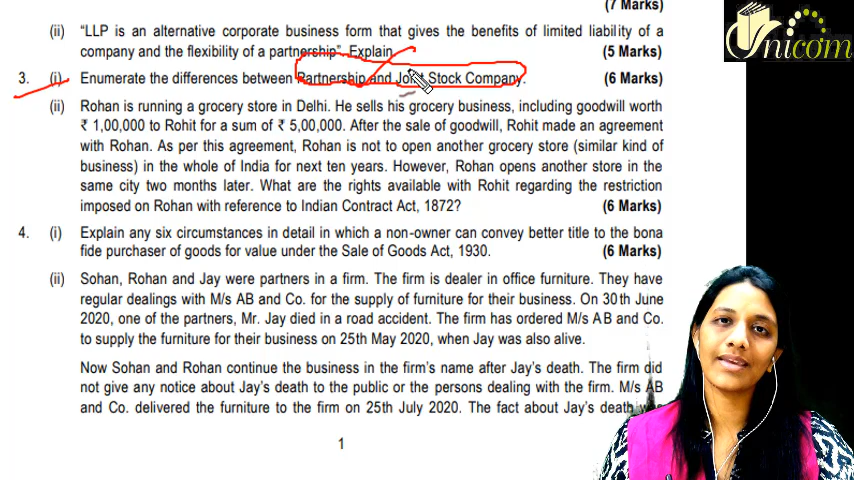 (7 Marks)
(ii) “LLP is an alternative corporate business form that gives the benefits of limited liability of a
company and the flexibility of a partnership”. Explain. (5 Marks)
3. (i) Enumerate the differences between Partnership and Joint Stock Company. (6 Marks)
(ii) Rohan is running a grocery store in Delhi. He sells his grocery business, including goodwill worth
₹ 1,00,000 to Rohit for a sum of ₹ 5,00,000. After the sale of goodwill, Rohit made an agreement
with Rohan. As per this agreement, Rohan is not to open another grocery store (similar kind of
business) in the whole of India for next ten years. However, Rohan opens another store in the
same city two months later. What are the rights available with Rohit regarding the restriction
imposed on Rohan with reference to Indian Contract Act, 1872? (6 Marks)
4. (i) Explain any six circumstances in detail in which a non-owner can convey better title to the bona
fide purchaser of goods for value under the Sale of Goods Act, 1930. (6 Marks)
(ii) Sohan, Rohan and Jay were partners in a firm. The firm is dealer in office furniture. They have
regular dealings with M/s AB and Co. for the supply of furniture for their business. On 30th June
2020, one of the partners, Mr. Jay died in a road accident. The firm has ordered M/s AB and Co.
to supply the furniture for their business on 25th May 2020, when Jay was also alive.
Now Sohan and Rohan continue the business in the firm’s name after Jay’s death. The firm did
not give any notice about Jay’s death to the public or the persons dealing with the firm. M/s AB
and Co. delivered the furniture to the firm on 25th July 2020. The fact about Jay’s death
1
Unicom